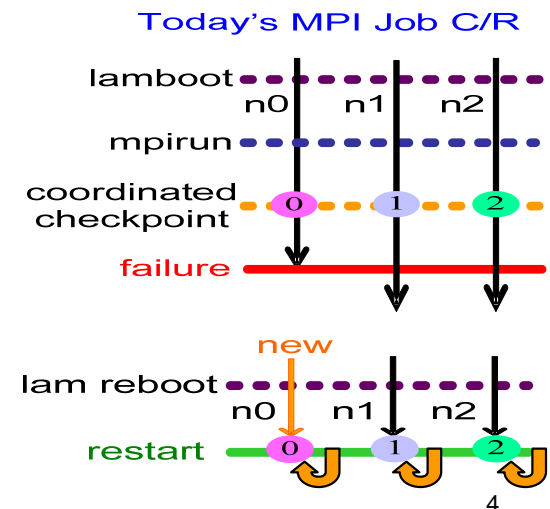 Today's MPI Job C/R
lamboot
n0 n1 n2
mpirun
coordinated
checkpoint
0 1 2
failure
new
lam reboot
n0 n1 n2
restart
0 1 2
4